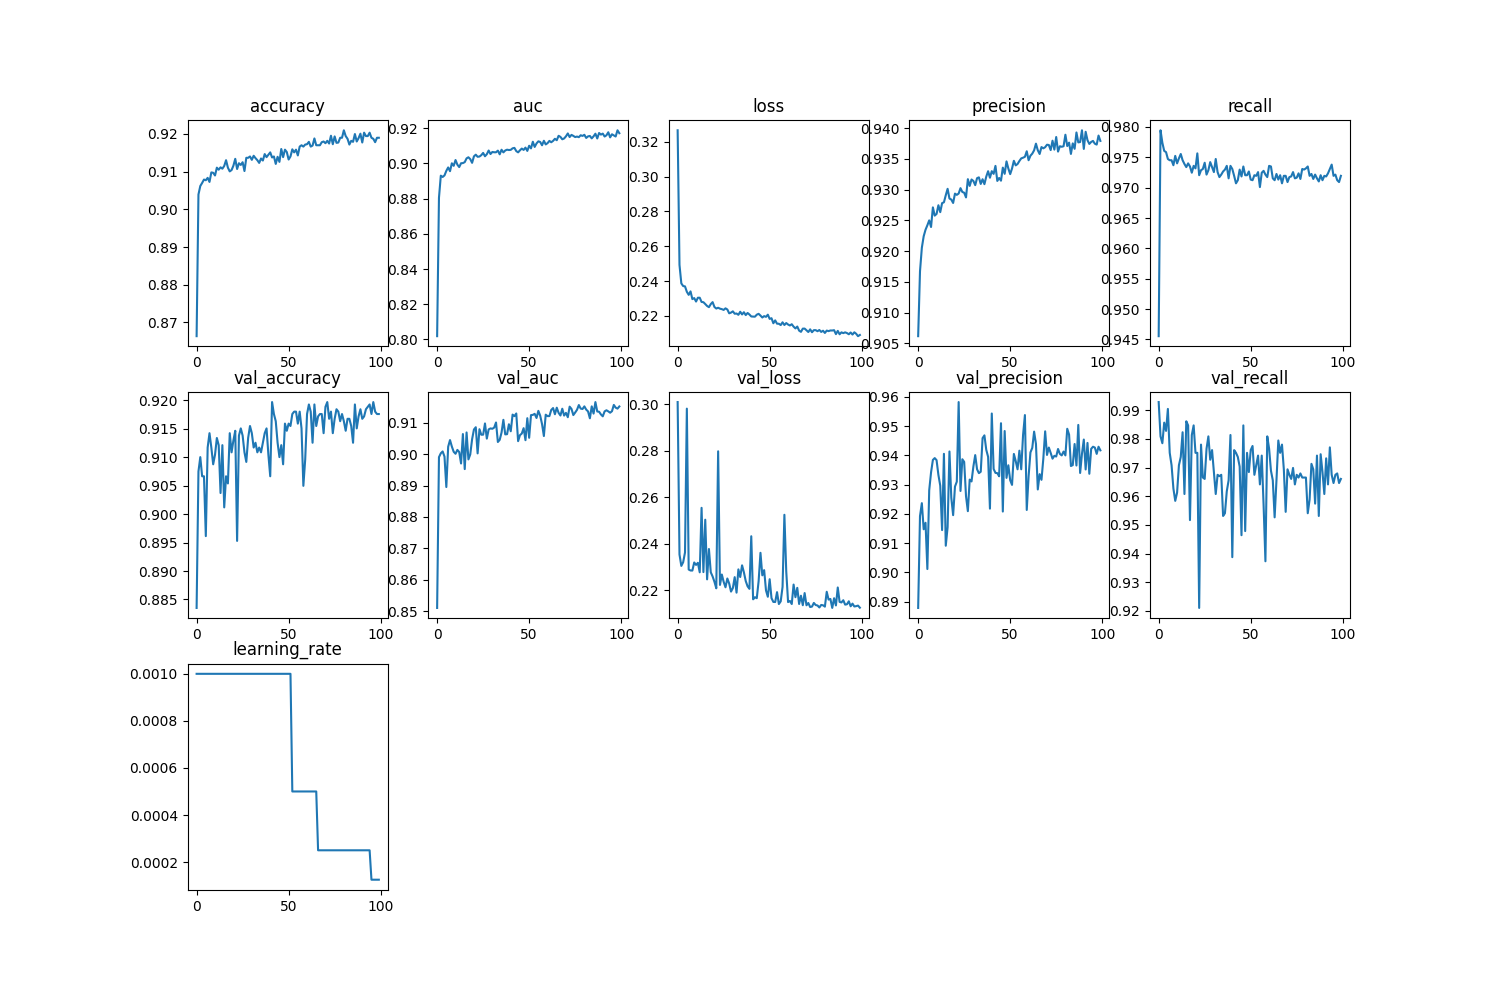 accuracy auc loss precision recall
0.92 0.91 0.90 0.89 0.88 0.87
0.92 0.90 0.88 0.86 0.84 0.82 0.80
0.32 0.30 0.28 0.26 0.24 0.22
0.940 0.935 0.930 0.925 0.920 0.915 0.910 0.905
0.980 0.975 0.970 0.965 0.960 0.955 0.950 0.945
0 50 100 0 50 100 0 50 100 0 50 100 0 50 100
val_accuracy val_auc val_loss val_precision val_recall
0.920 0.915 0.910 0.905 0.900 0.895 0.890 0.885
0.91 0.90 0.89 0.88 0.87 0.86 0.85
0.30 0.28 0.26 0.24 0.22
0.96 0.95 0.94 0.93 0.92 0.91 0.90 0.89
0.99 0.98 0.97 0.96 0.95 0.94 0.93 0.92
0 50 100 0 50 100 0 50 100 0 50 100 0 50 100
learning_rate
0.0010
0.0008
0.0006
0.0004
0.0002
0 50 100